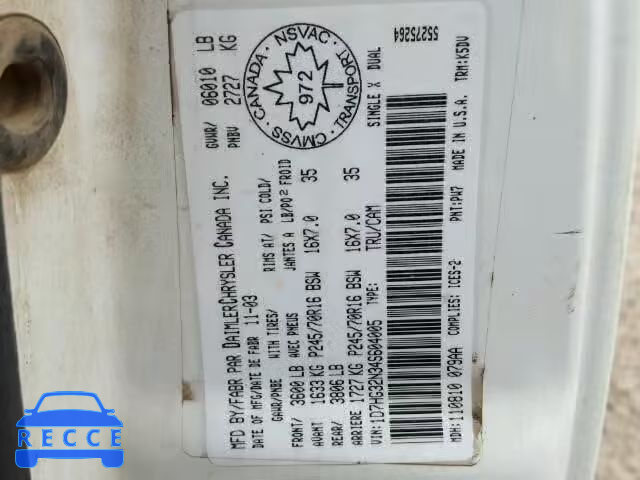 MFD BY/FABR PAR DAIMLERCHRYSLER CANADA INC.
DATE OF MFG/DATE DE FABR 11-03
GVWR/ 06010 LB
PNBV 2727 KG
GAWR/PNBE WITH TIRES/ RIMS AT/ PSI COLD/
AVEC PNEUS JANTES A LB/PO² FROID
FRONT/ 3600 LB
AVANT 1633 KG P245/70R16 BSW 16X7.0 35
REAR/ 3806 LB
ARRIERE 1727 KG P245/70R16 BSW 16X7.0 35
CANADA NSVAC
972
CMVSS TRANSPORT
SINGLE X DUAL
VIN: 1D7HG32N34S604005 TYPE: TRU/CAM
55275264
MDH: 110810 079AA COMPLIES: ICES-2 PNT: PW7 MADE IN U.S.A. TRM: K5DV
RECCE